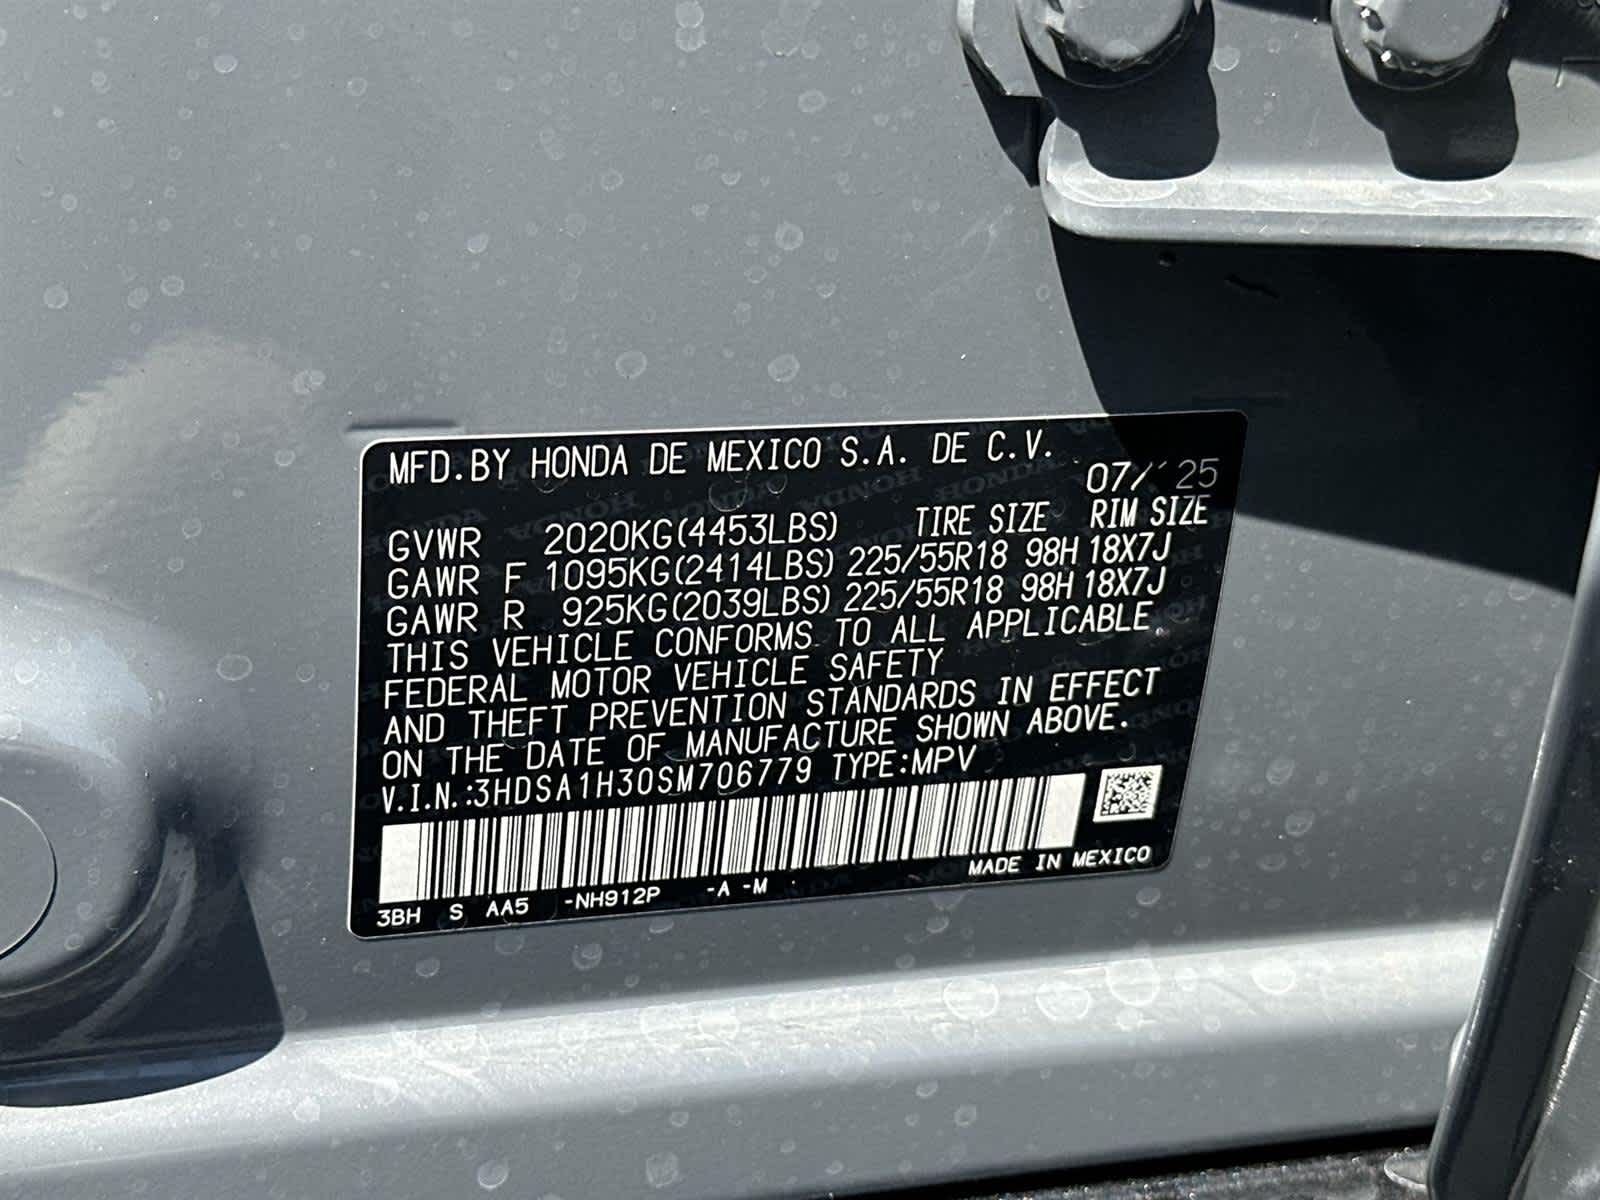 MFD.BY HONDA DE MEXICO S.A. DE C.V.
07/'25
TIRE SIZE RIM SIZE
GVWR 2020KG(4453LBS)
GAWR F 1095KG(2414LBS) 225/55R18 98H 18X7J
GAWR R 925KG(2039LBS) 225/55R18 98H 18X7J
THIS VEHICLE CONFORMS TO ALL APPLICABLE
FEDERAL MOTOR VEHICLE SAFETY
AND THEFT PREVENTION STANDARDS IN EFFECT
ON THE DATE OF MANUFACTURE SHOWN ABOVE.
V.I.N.:3HDSA1H30SM706779 TYPE:MPV
MADE IN MEXICO
3BH S AA5 -NH912P -A -M